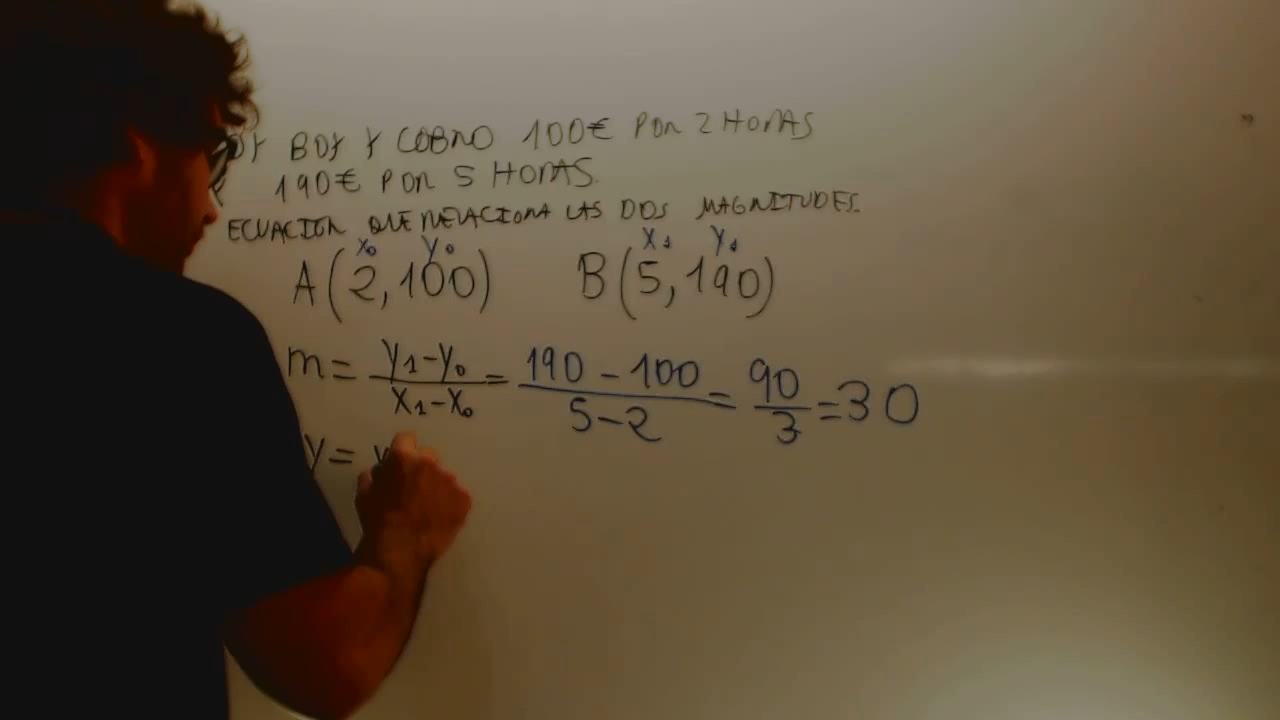 BOY Y COBRO 100€ POR 2 HORAS
190€ POR 5 HORAS.
ECUACION QUE RELACIONA LAS DOS MAGNITUDES.
x₀ y₀ x₁ y₁
A(2,100) B(5,190)
m = (y₁-y₀)/(x₁-x₀) = (190-100)/(5-2) = 90/3 = 30
y =